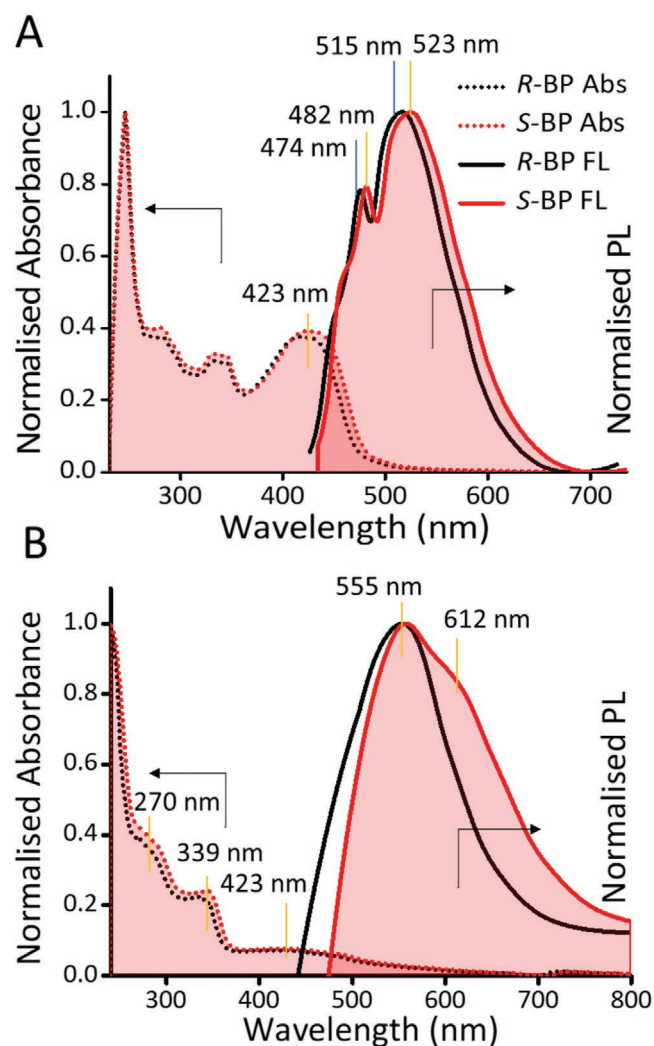 A
515 nm
523 nm
482 nm
474 nm
R-BP Abs
S-BP Abs
R-BP FL
S-BP FL
423 nm
Normalised Absorbance
1.0
0.8
0.6
0.4
0.2
0.0
Normalised PL
300
400
500
600
700
Wavelength (nm)
B
555 nm
612 nm
270 nm
339 nm
423 nm
Normalised Absorbance
1.0
0.8
0.6
0.4
0.2
0.0
Normalised PL
300
400
500
600
700
800
Wavelength (nm)